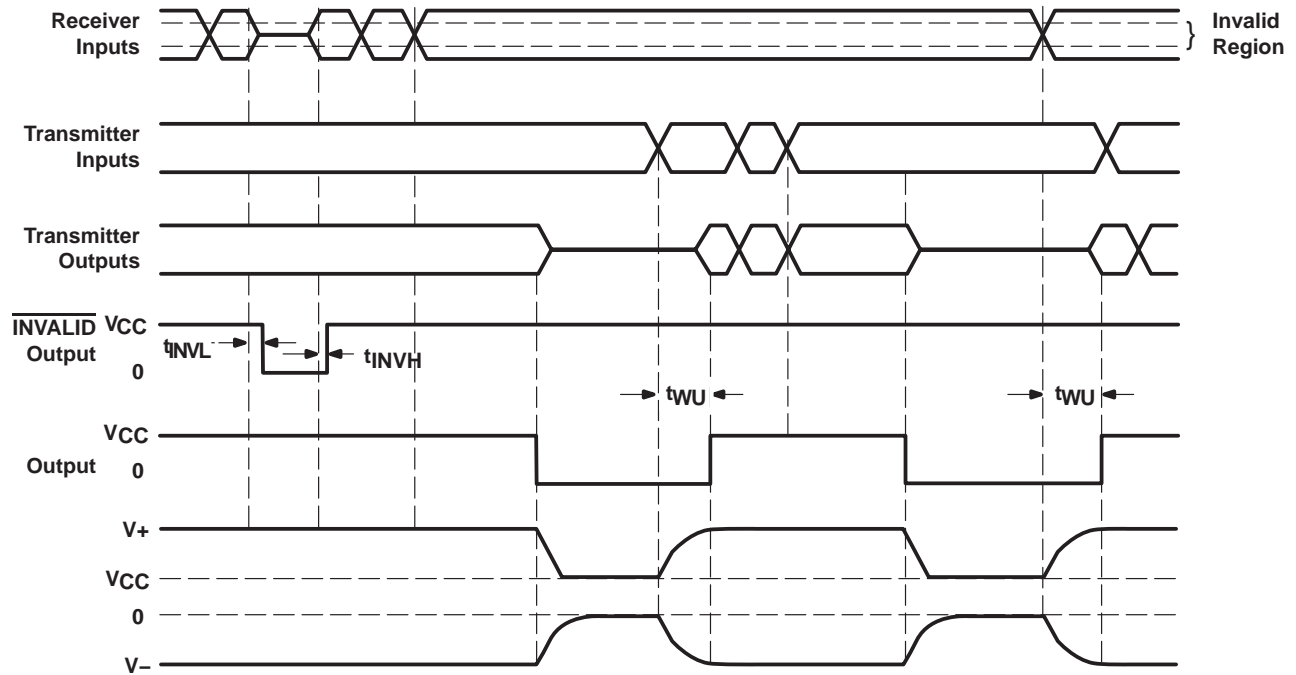 Receiver
Inputs
}
Invalid
Region
Transmitter
Inputs
Transmitter
Outputs
INVALID
Output
VCC
0
tINVL
tINVH
tWU
tWU
Output
VCC
0
V+
VCC
0
V−